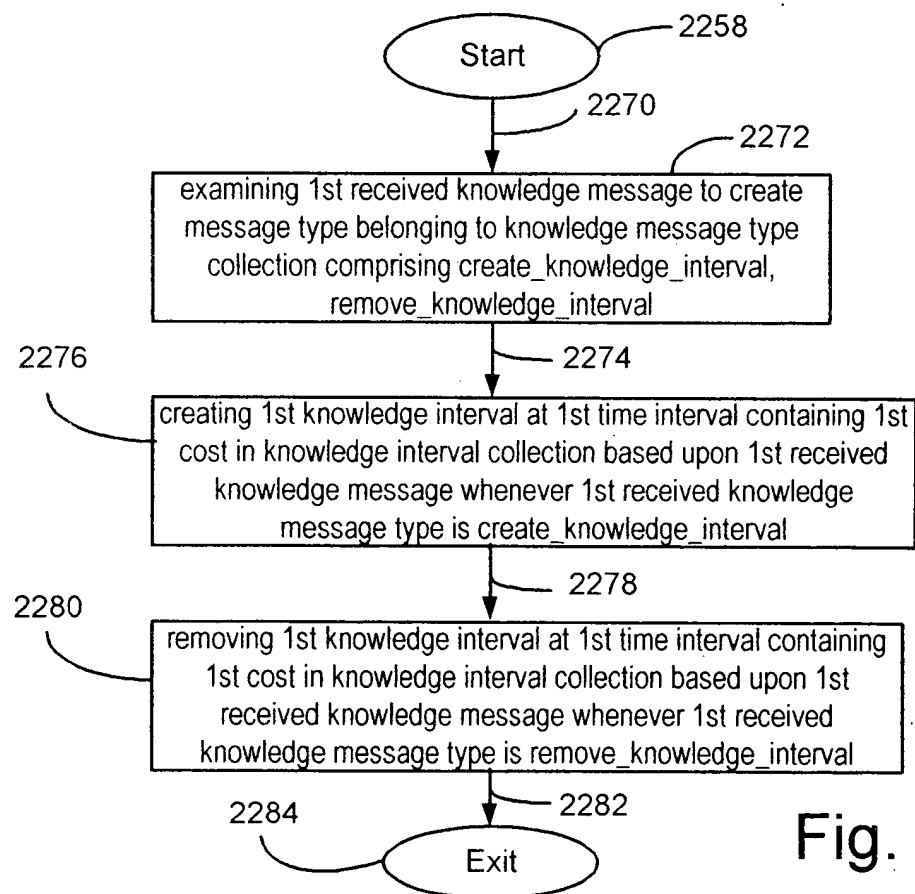 2258
Start
2270
2272
examining 1st received knowledge message to create
message type belonging to knowledge message type
collection comprising create_knowledge_interval,
remove_knowledge_interval
2274
2276
creating 1st knowledge interval at 1st time interval containing 1st
cost in knowledge interval collection based upon 1st received
knowledge message whenever 1st received knowledge
message type is create_knowledge_interval
2278
2280
removing 1st knowledge interval at 1st time interval containing
1st cost in knowledge interval collection based upon 1st
received knowledge message whenever 1st received
knowledge message type is remove_knowledge_interval
2282
2284
Exit
Fig.